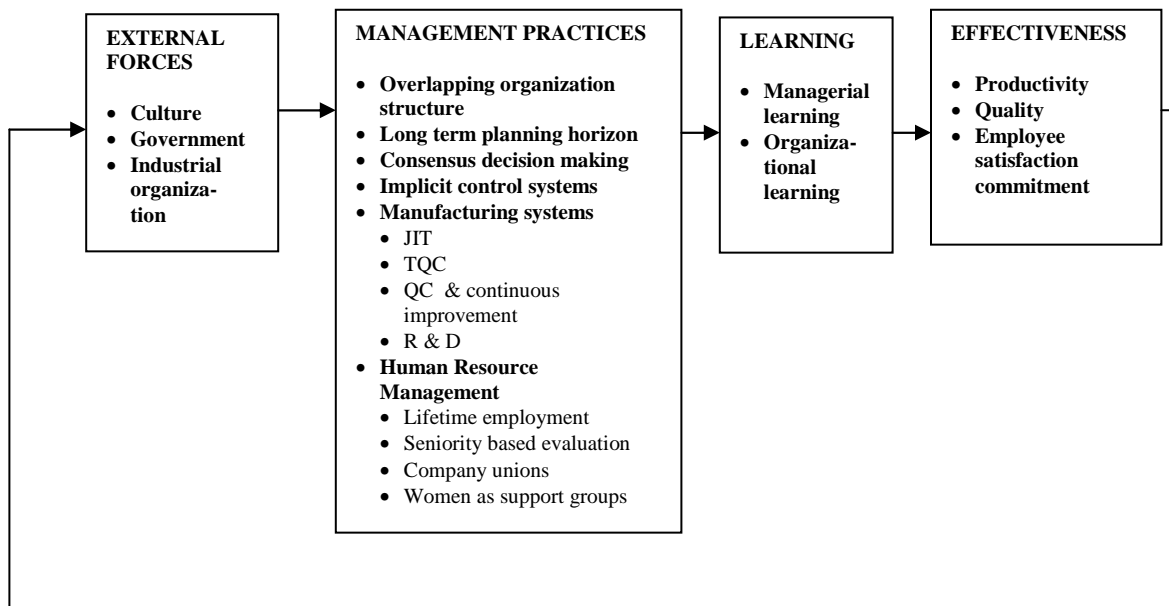 EXTERNAL
FORCES
• Culture
• Government
• Industrial
organiza-
tion
MANAGEMENT PRACTICES
• Overlapping organization
structure
• Long term planning horizon
• Consensus decision making
• Implicit control systems
• Manufacturing systems
• JIT
• TQC
• QC & continuous
improvement
• R & D
• Human Resource
Management
• Lifetime employment
• Seniority based evaluation
• Company unions
• Women as support groups
LEARNING
• Managerial
learning
• Organiza-
tional
learning
EFFECTIVENESS
• Productivity
• Quality
• Employee
satisfaction
commitment